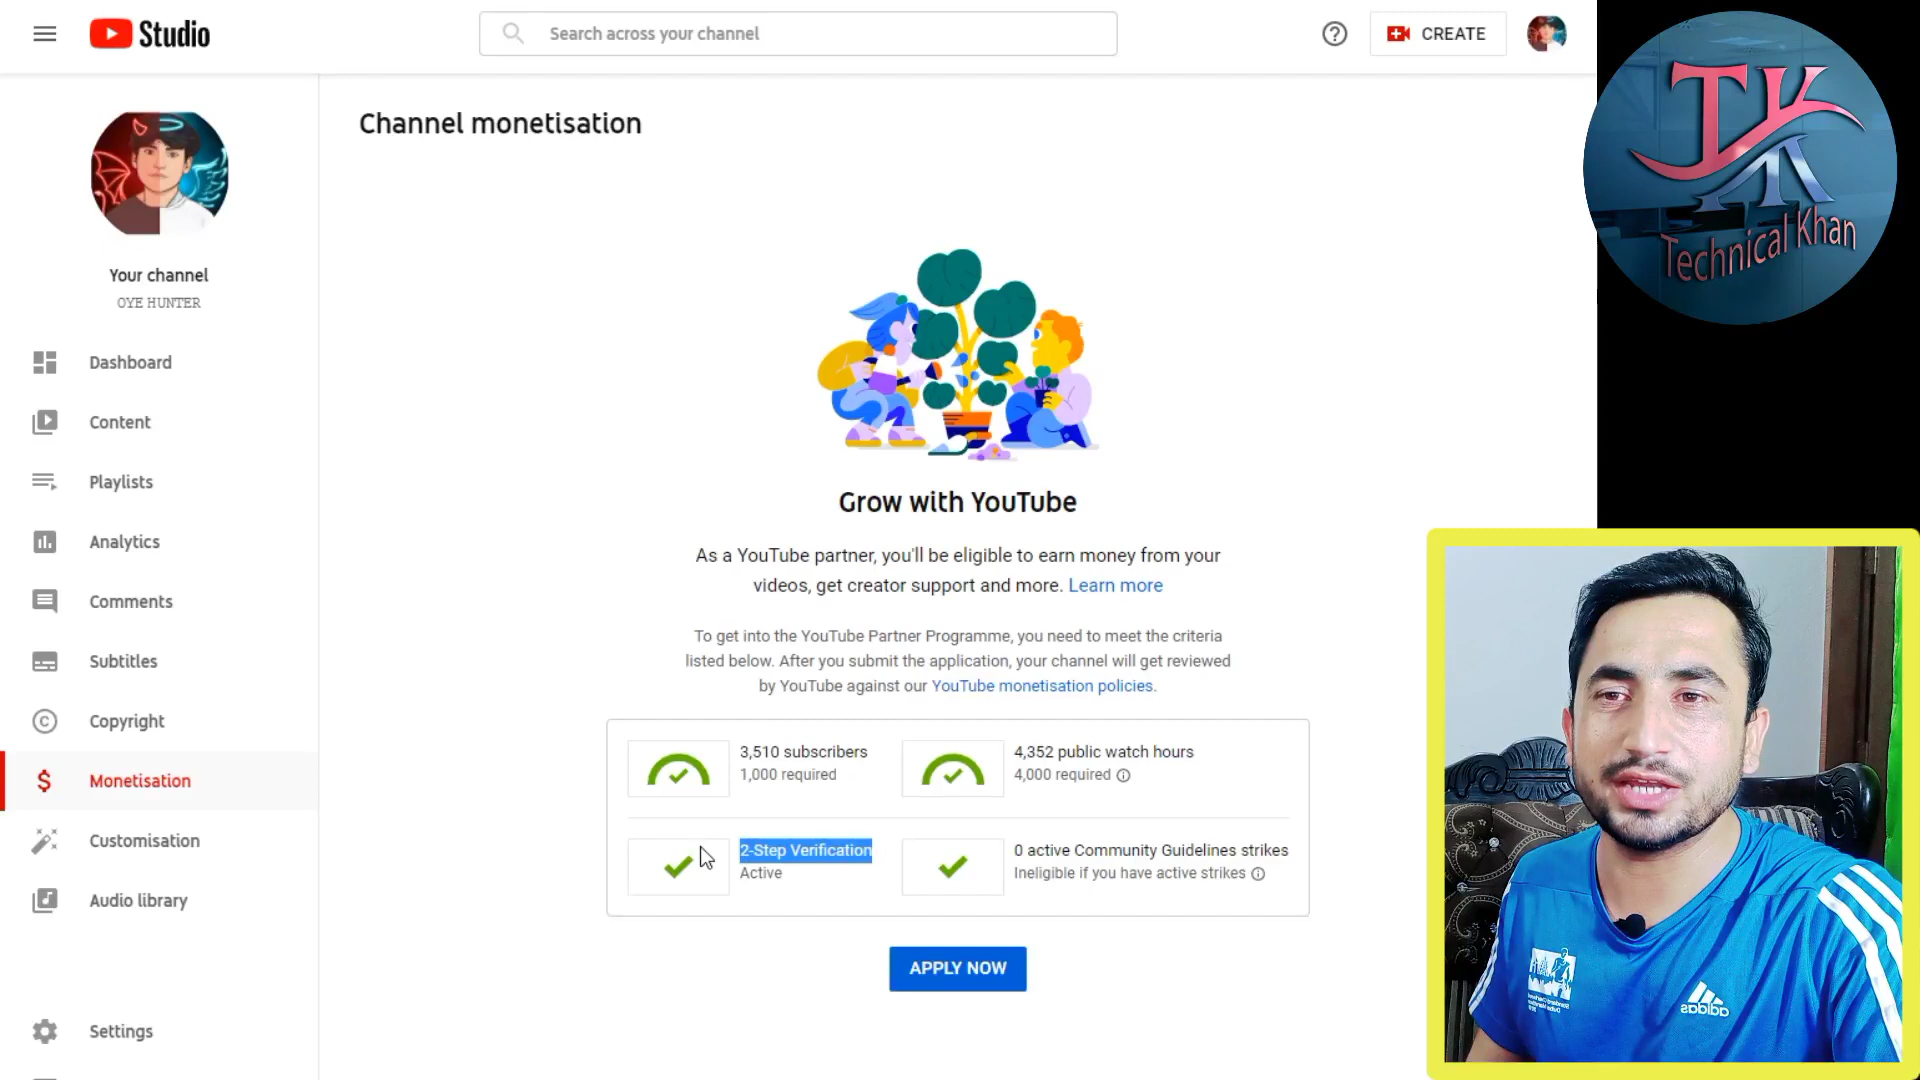 Studio
Search across your channel
CREATE
TK
Technical Khan
Channel monetisation
Your channel
OYE HUNTER
Dashboard
Content
Playlists
Analytics
Comments
Subtitles
Copyright
Monetisation
Customisation
Audio library
Settings
Grow with YouTube
As a YouTube partner, you'll be eligible to earn money from your
videos, get creator support and more. Learn more
To get into the YouTube Partner Programme, you need to meet the criteria
listed below. After you submit the application, your channel will get reviewed
by YouTube against our YouTube monetisation policies.
3,510 subscribers
1,000 required
4,352 public watch hours
4,000 required
2-Step Verification
Active
0 active Community Guidelines strikes
Ineligible if you have active strikes
APPLY NOW
adidas